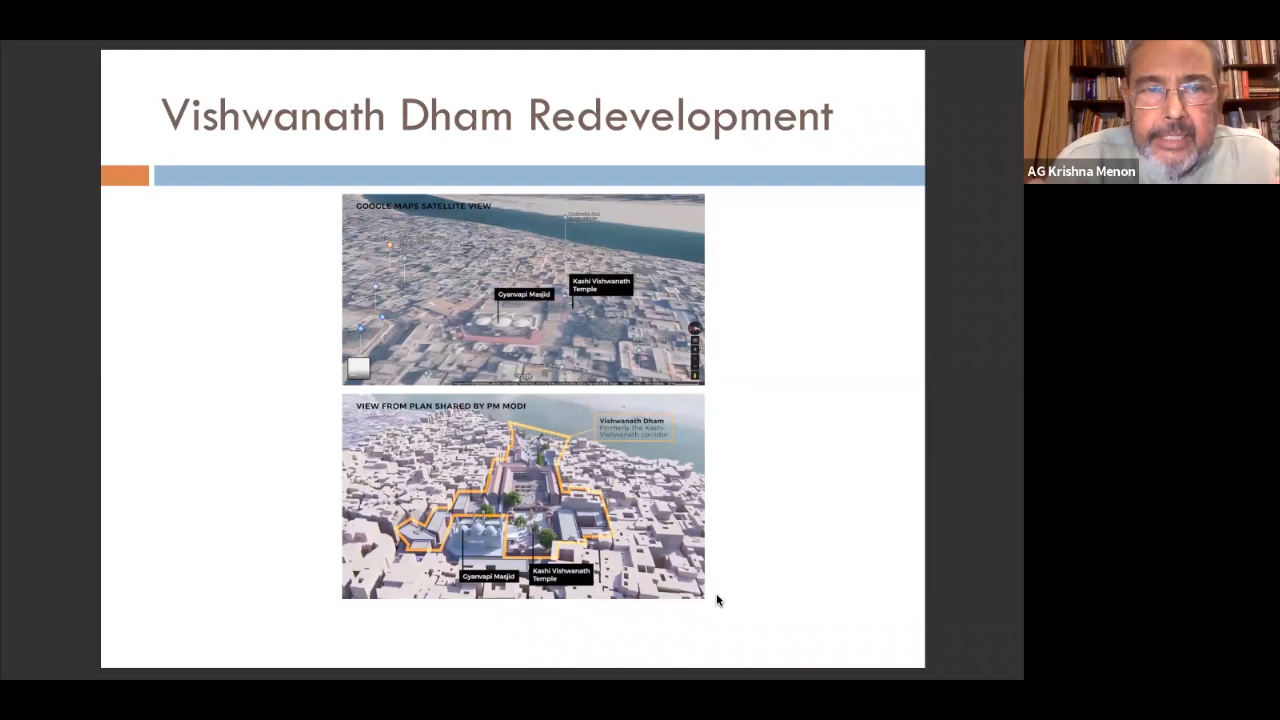 Vishwanath Dham Redevelopment
AG Krishna Menon
GOOGLE MAPS SATELLITE VIEW
Kashi Vishwanath
Temple
Gyanvapi Masjid
VIEW FROM PLAN SHARED BY PM MODI
Vishwanath Dham
Formerly the Kashi
Vishwanath corridor
Gyanvapi Masjid
Kashi Vishwanath
Temple